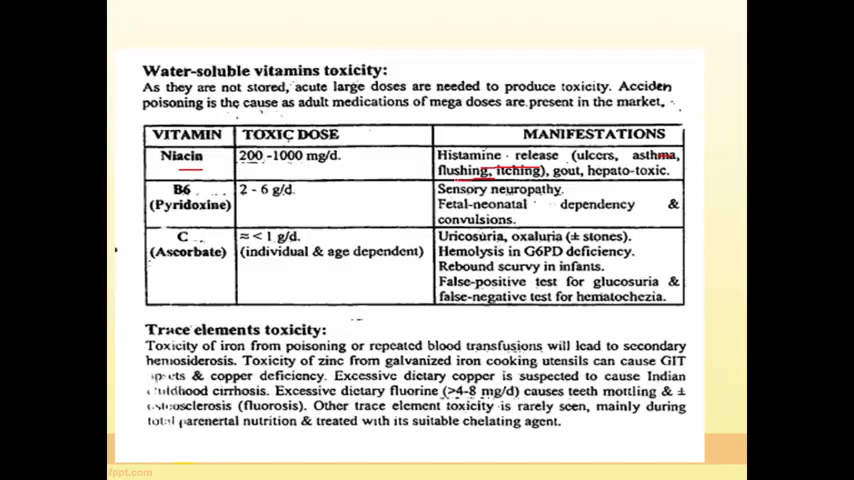 Water-soluble vitamins toxicity:
As they are not stored, acute large doses are needed to produce toxicity. Acciden
poisoning is the cause as adult medications of mega doses are present in the market.
VITAMIN TOXIC DOSE MANIFESTATIONS
Niacin 200 -1000 mg/d. Histamine release (ulcers, asthma,
flushing, itching), gout, hepato-toxic.
B6 2 - 6 g/d. Sensory neuropathy.
(Pyridoxine) Fetal-neonatal dependency &
convulsions.
C ≈ < 1 g/d. Uricosuria, oxaluria (± stones).
(Ascorbate) (individual & age dependent) Hemolysis in G6PD deficiency.
Rebound scurvy in infants.
False-positive test for glucosuria &
false-negative test for hematochezia.
Trace elements toxicity:
Toxicity of iron from poisoning or repeated blood transfusions will lead to secondary
hemosiderosis. Toxicity of zinc from galvanized iron cooking utensils can cause GIT
& copper deficiency. Excessive dietary copper is suspected to cause Indian
childhood cirrhosis. Excessive dietary fluorine (>4-8 mg/d) causes teeth mottling & ±
osteosclerosis (fluorosis). Other trace element toxicity is rarely seen, mainly during
total parenertal nutrition & treated with its suitable chelating agent.
fppt.com